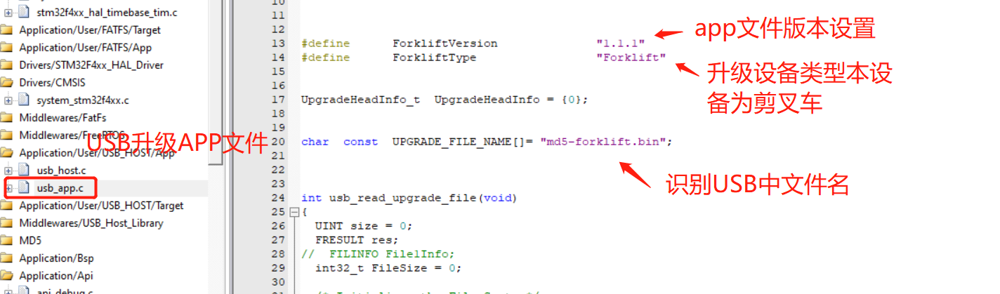 stm32f4xx_hal_timebase_tim.c
Application/User/FATFS/Target
Application/User/FATFS/App
Drivers/STM32F4xx_HAL_Driver
Drivers/CMSIS
system_stm32f4xx.c
Middlewares/FatFs
Middlewares/FreeRTOS
USB升级APP文件
Application/User/USB_HOST/App
usb_host.c
usb_app.c
Application/User/USB_HOST/Target
Middlewares/USB_Host_Library
MD5
Application/Bsp
Application/Api
api_debug.c
10
11
12
13 #define ForkliftVersion "1.1.1"
app文件版本设置
14 #define ForkliftType "Forklift"
升级设备类型本设
备为剪叉车
15
16
17 UpgradeHeadInfo_t UpgradeHeadInfo = {0};
18
19
20 char const UPGRADE_FILE_NAME[]= "md5-forklift.bin";
识别USB中文件名
21
22
23
24 int usb_read_upgrade_file(void)
25 {
26 UINT size = 0;
27 FRESULT res;
28 // FILINFO FilelInfo;
29 int32_t FileSize = 0;
30